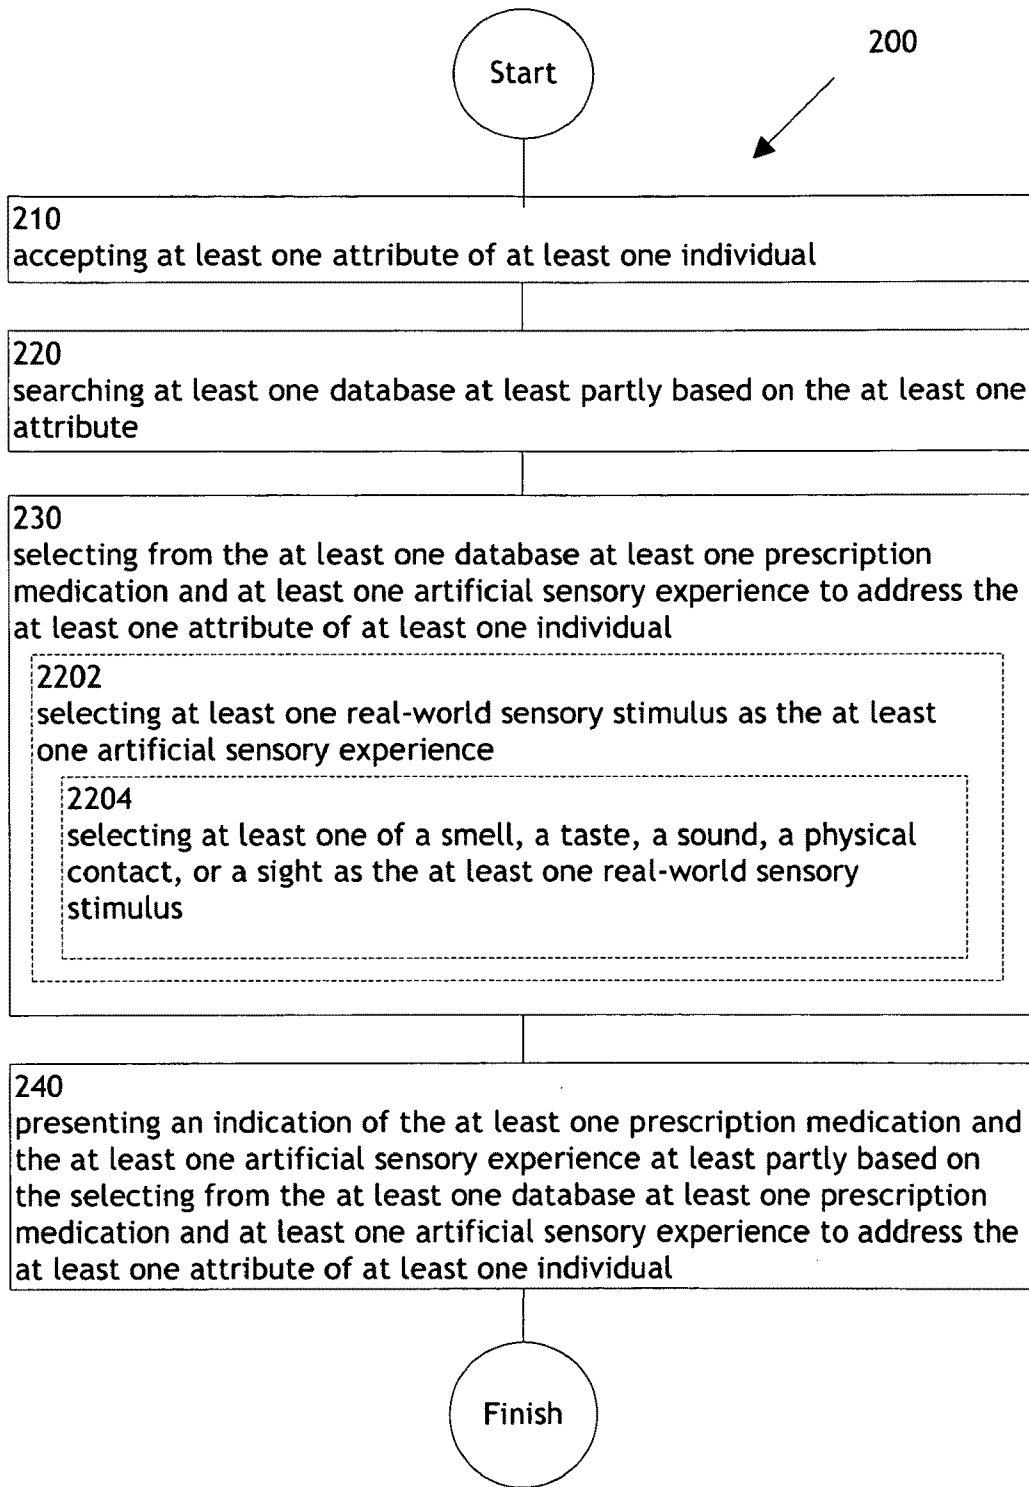 Start
200
210
accepting at least one attribute of at least one individual
220
searching at least one database at least partly based on the at least one
attribute
230
selecting from the at least one database at least one prescription
medication and at least one artificial sensory experience to address the
at least one attribute of at least one individual
2202
selecting at least one real-world sensory stimulus as the at least
one artificial sensory experience
2204
selecting at least one of a smell, a taste, a sound, a physical
contact, or a sight as the at least one real-world sensory
stimulus
240
presenting an indication of the at least one prescription medication and
the at least one artificial sensory experience at least partly based on
the selecting from the at least one database at least one prescription
medication and at least one artificial sensory experience to address the
at least one attribute of at least one individual
Finish